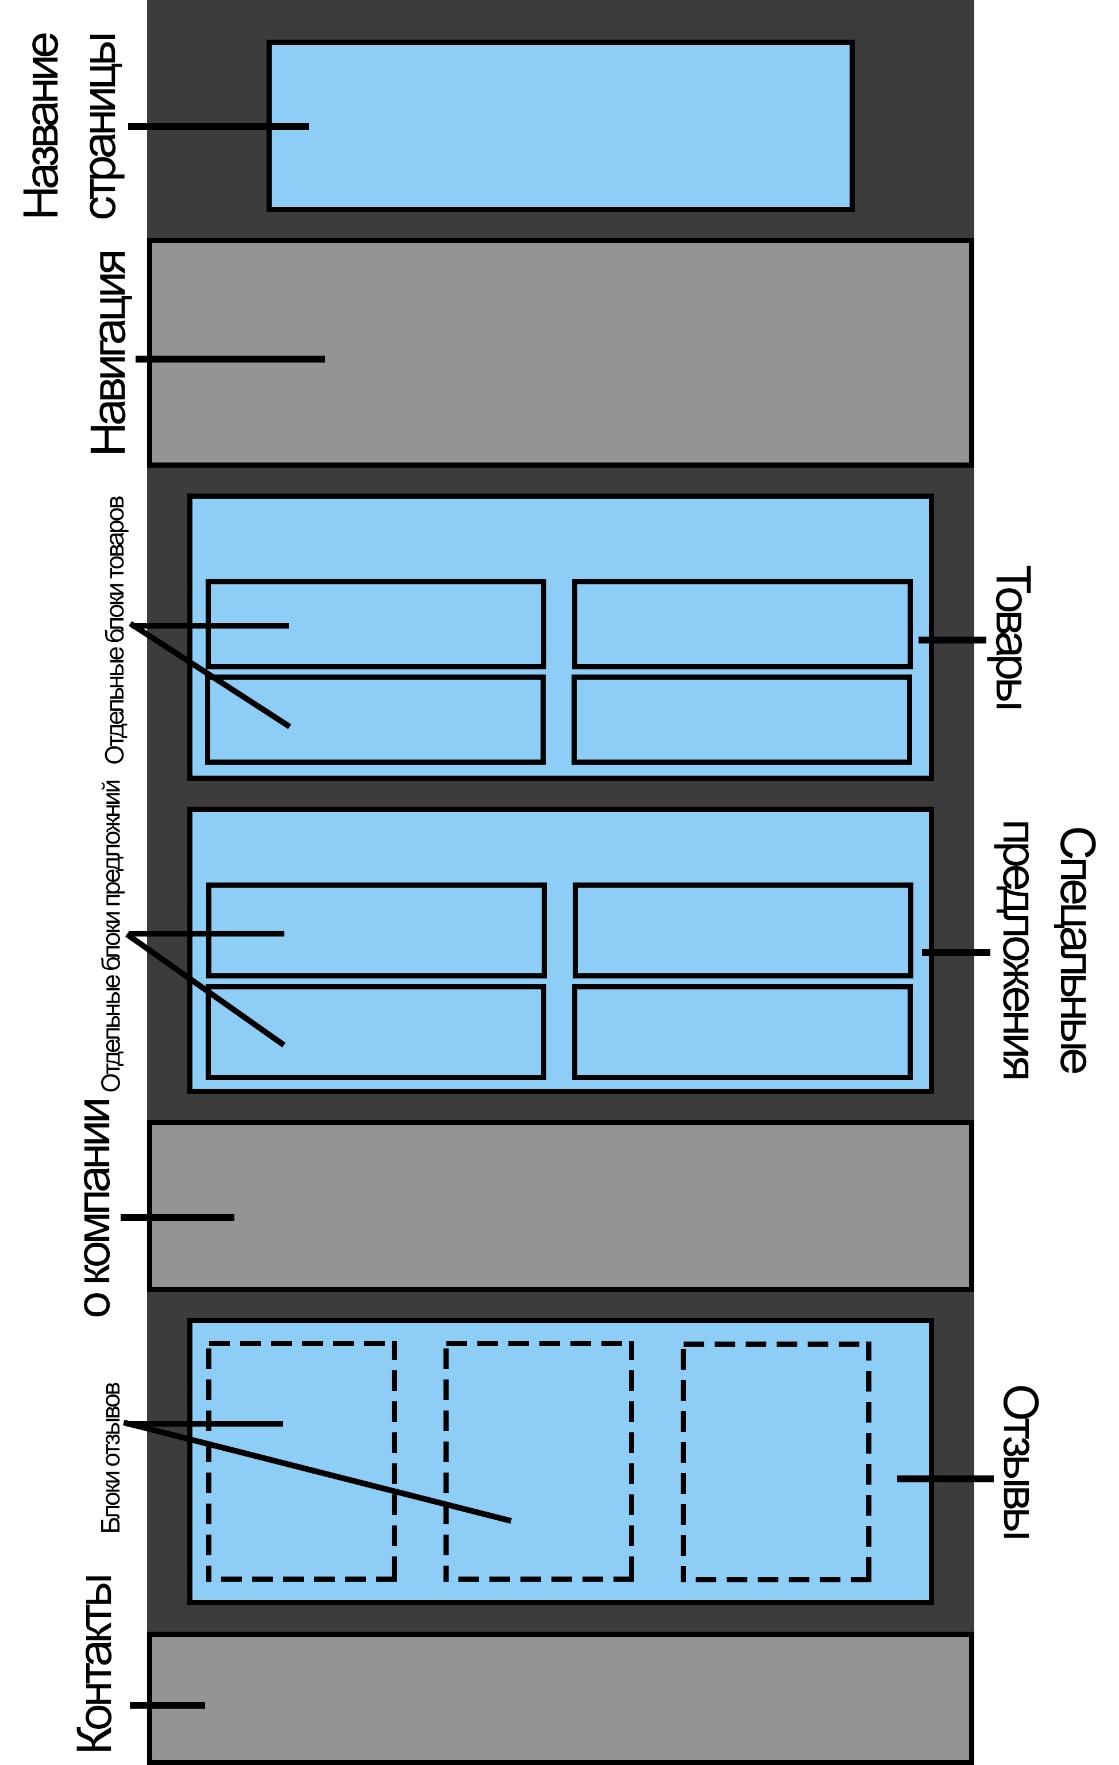 Название
страницы
Навигация
Отдельные блоки товаров
Товары
Отдельные блоки предложний
Спецальные
предложения
о компании
Блоки отзывов
Отзывы
Контакты